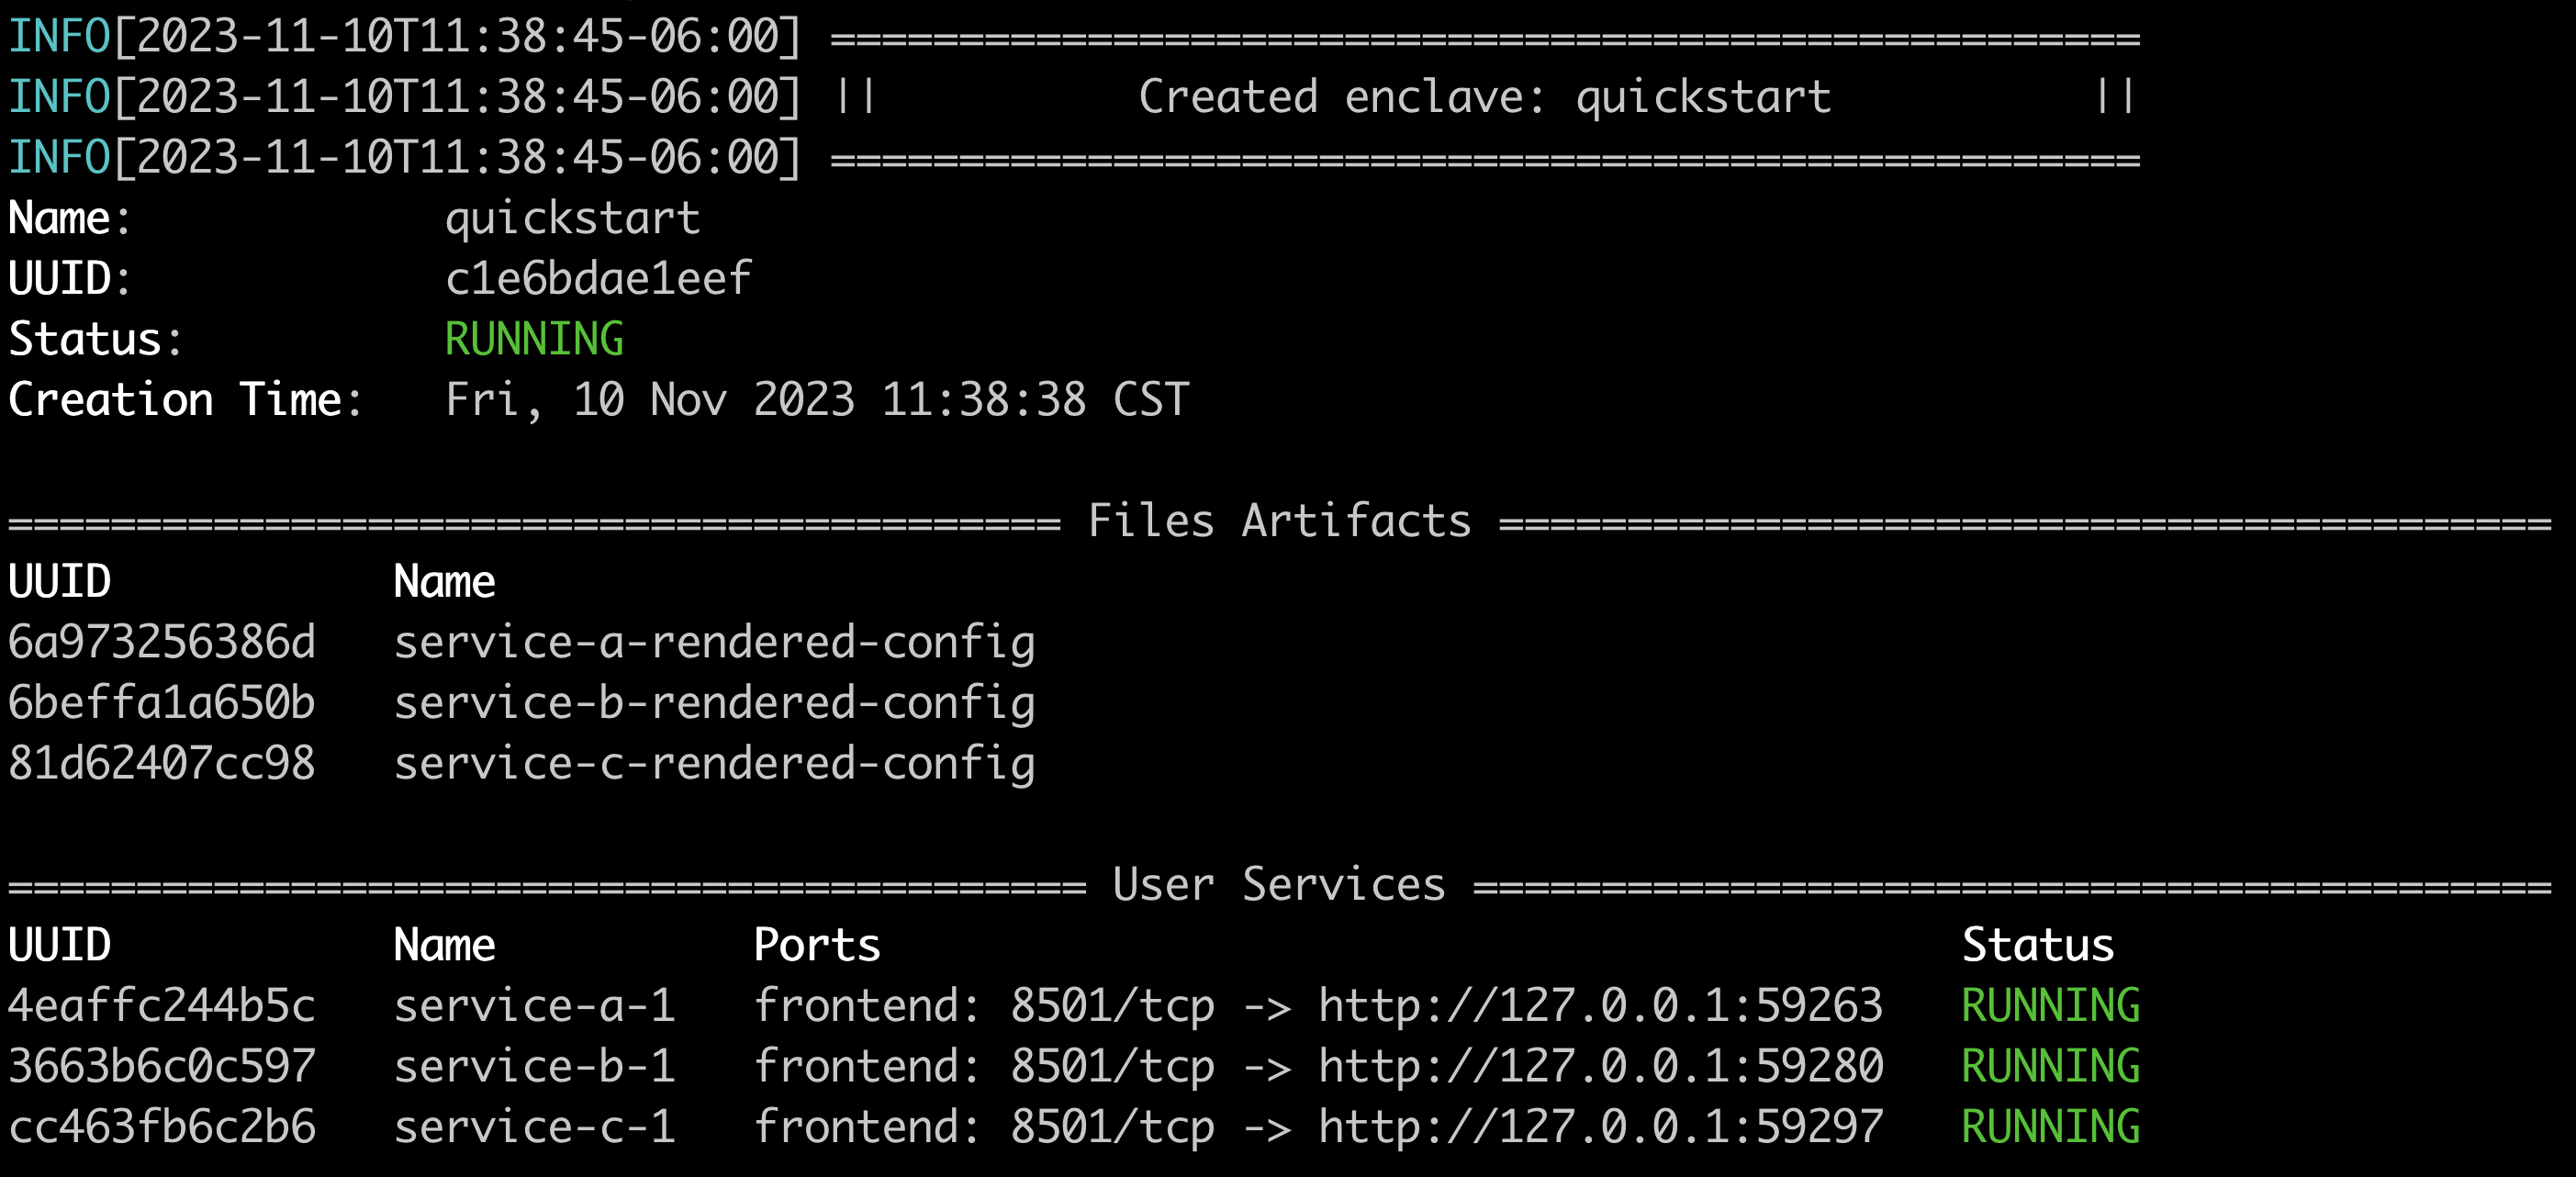 INFO[2023-11-10T11:38:45-06:00] ===================================================
INFO[2023-11-10T11:38:45-06:00] ||          Created enclave: quickstart          ||
INFO[2023-11-10T11:38:45-06:00] ===================================================
Name:            quickstart
UUID:            c1e6bdae1eef
Status:          RUNNING
Creation Time:   Fri, 10 Nov 2023 11:38:38 CST

========================================= Files Artifacts =========================================
UUID           Name
6a973256386d   service-a-rendered-config
6beffa1a650b   service-b-rendered-config
81d62407cc98   service-c-rendered-config

========================================== User Services ==========================================
UUID           Name          Ports                                          Status
4eaffc244b5c   service-a-1   frontend: 8501/tcp -> http://127.0.0.1:59263   RUNNING
3663b6c0c597   service-b-1   frontend: 8501/tcp -> http://127.0.0.1:59280   RUNNING
cc463fb6c2b6   service-c-1   frontend: 8501/tcp -> http://127.0.0.1:59297   RUNNING